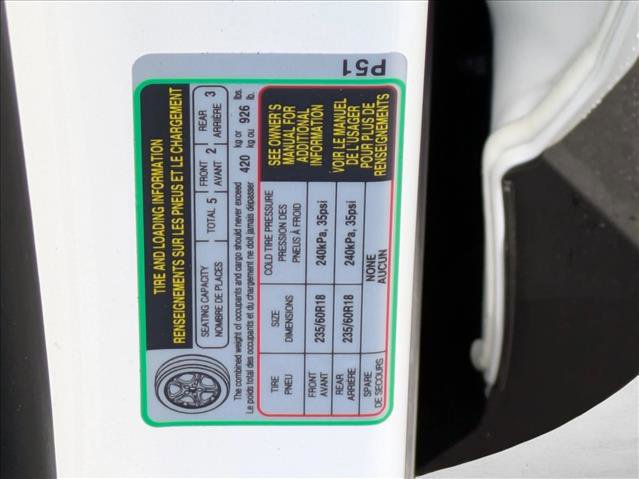 TIRE AND LOADING INFORMATION
RENSEIGNEMENTS SUR LES PNEUS ET LE CHARGEMENT
SEATING CAPACITY
NOMBRE DE PLACES
TOTAL 5
FRONT
AVANT
2
REAR
ARRIÈRE
3
The combined weight of occupants and cargo should never exceed
Le poids total des occupants et du chargement ne doit jamais dépasser
420
kg or
kg ou
926
lbs.
lb.
TIRE
PNEU
SIZE
DIMENSIONS
COLD TIRE PRESSURE
PRESSION DES
PNEUS À FROID
FRONT
AVANT
235/60R18
240kPa, 35psi
REAR
ARRIÈRE
235/60R18
240kPa, 35psi
SPARE
DE SECOURS
NONE
AUCUN
SEE OWNER'S
MANUAL FOR
ADDITIONAL
INFORMATION
VOIR LE MANUEL
DE L'USAGER
POUR PLUS DE
RENSEIGNEMENTS
P51